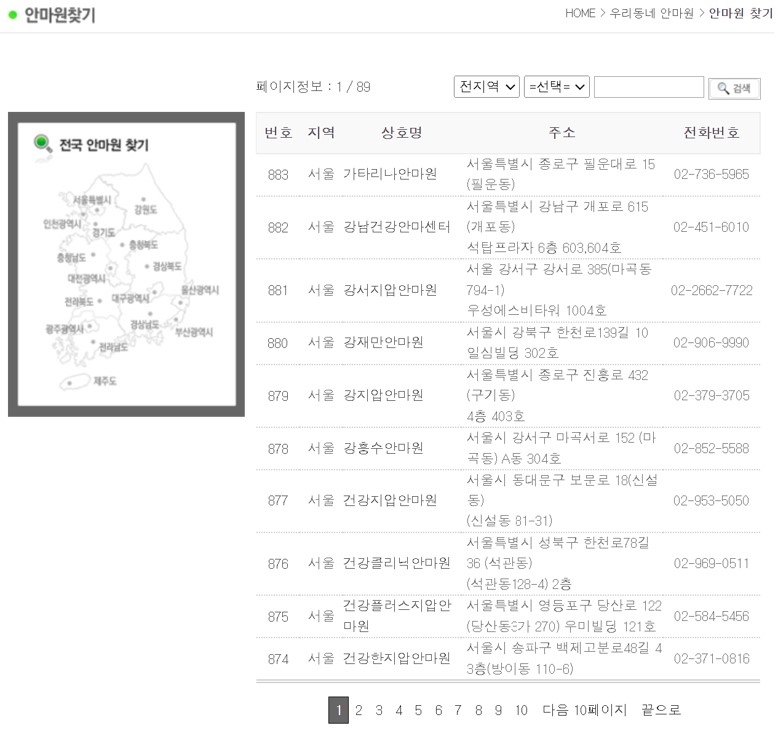 안마원찾기
HOME > 우리동네 안마원 > 안마원 찾기
페이지정보 : 1 / 89
전지역
=선택=
검색
전국 안마원 찾기
서울특별시
강원도
인천광역시
경기도
충청북도
충청남도
경상북도
대전광역시
울산광역시
전라북도
대구광역시
광주광역시
경상남도
부산광역시
전라남도
제주도
번호 지역 상호명 주소 전화번호
883 서울 가타리나안마원 서울특별시 종로구 필운대로 15 02-736-5965
(필운동)
882 서울 강남건강안마센터 서울특별시 강남구 개포로 615 02-451-6010
(개포동)
석탑프라자 6층 603,604호
881 서울 강서지압안마원 서울 강서구 강서로 385(마곡동 02-2662-7722
794-1)
우성에스비타워 1004호
880 서울 강재만안마원 서울시 강북구 한천로139길 10 02-906-9990
일심빌딩 302호
879 서울 강지압안마원 서울특별시 종로구 진흥로 432 02-379-3705
(구기동)
4층 403호
878 서울 강흥수안마원 서울시 강서구 마곡서로 152 (마 02-852-5588
곡동) A동 304호
877 서울 건강지압안마원 서울시 동대문구 보문로 18(신설 02-953-5050
동)
(신설동 81-31)
876 서울 건강클리닉안마원 서울특별시 성북구 한천로78길 02-969-0511
36 (석관동)
(석관동128-4) 2층
875 서울 건강플러스지압안 서울특별시 영등포구 당산로 122 02-584-5456
마원 (당산동3가 270) 우미빌딩 121호
874 서울 건강한지압안마원 서울시 송파구 백제고분로48길 4 02-371-0816
3층(방이동 110-6)
1 2 3 4 5 6 7 8 9 10 다음 10페이지 끝으로